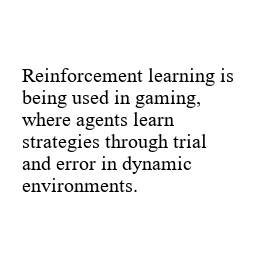 Reinforcement learning is
being used in gaming,
where agents learn
strategies through trial
and error in dynamic
environments.